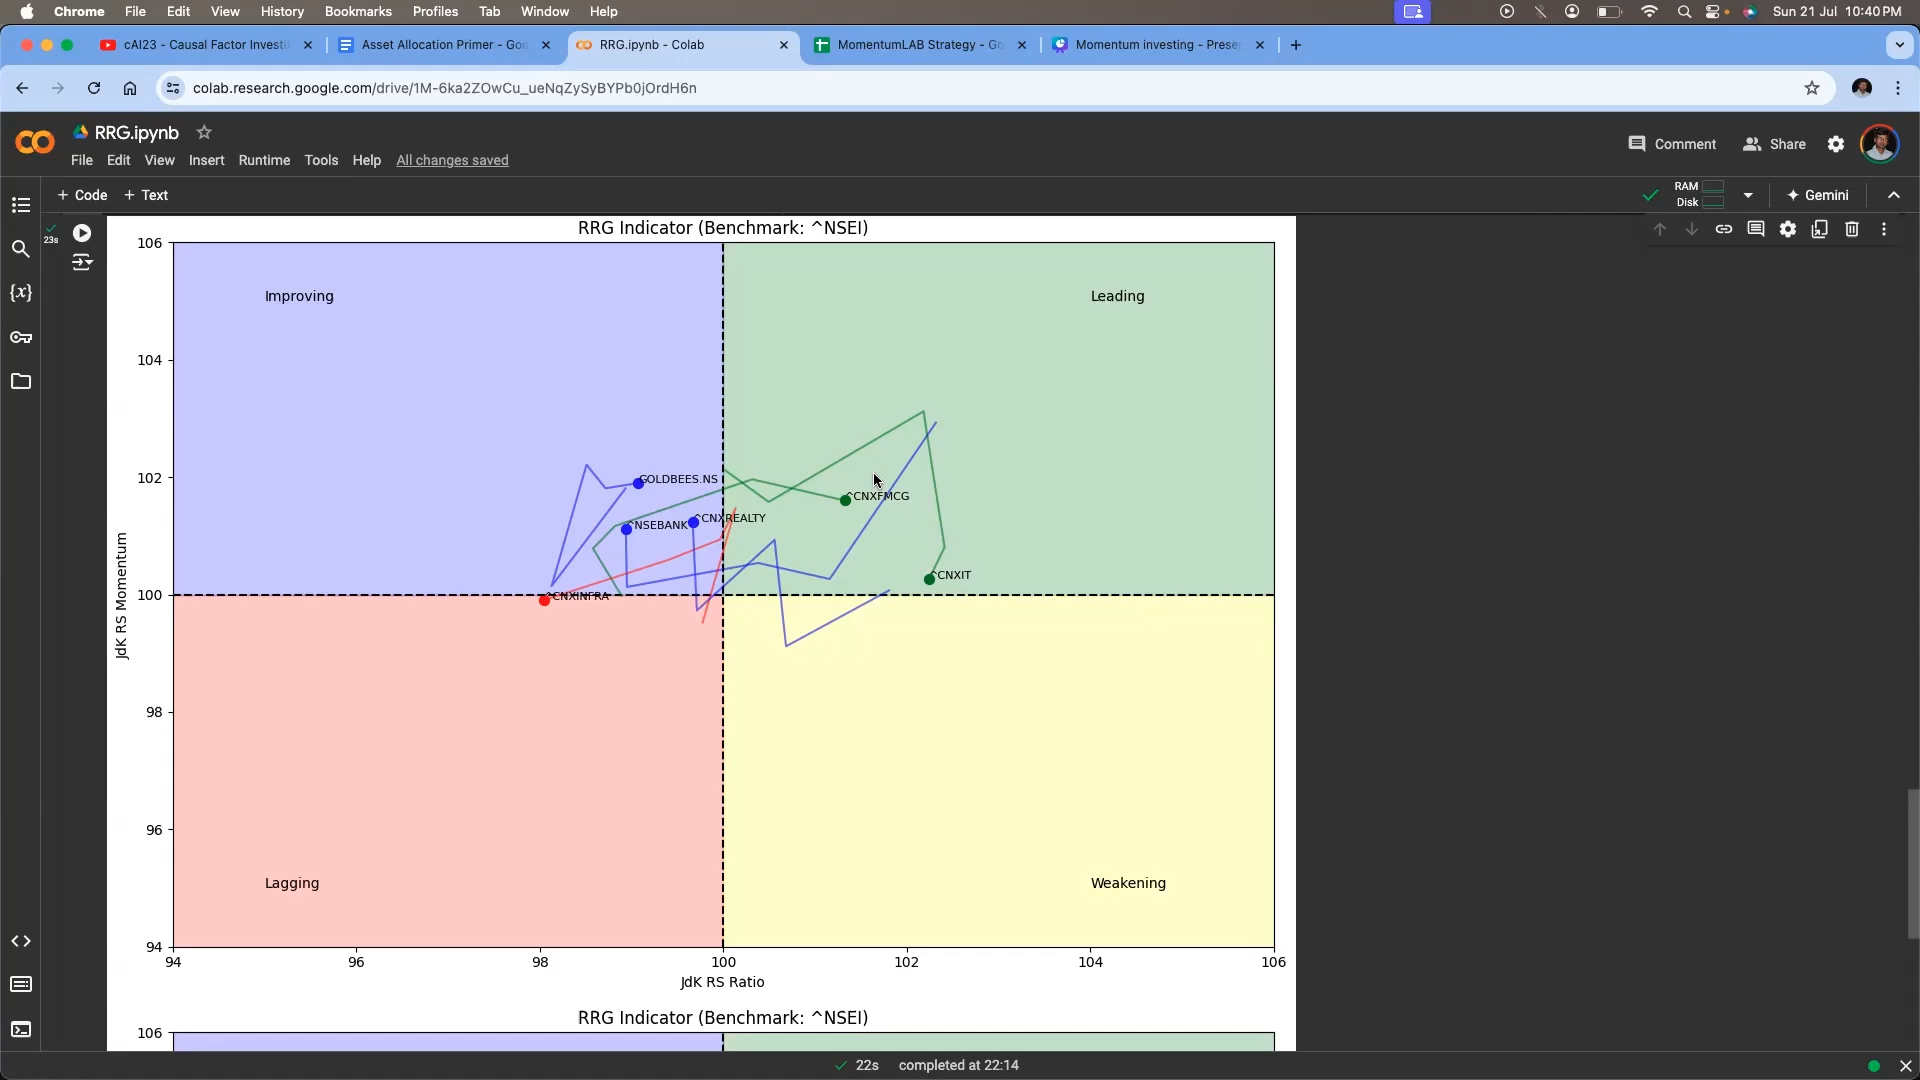 Chrome File Edit View History Bookmarks Profiles Tab Window Help Sun 21 Jul 10:40 PM
cAI23 - Causal Factor Investi Asset Allocation Primer - Goo RRG.ipynb - Colab MomentumLAB Strategy - Go Momentum investing - Presen
colab.research.google.com/drive/1M-6ka2ZOwCu_ueNqZySyBYPb0jOrdH6n
RRG.ipynb
File Edit View Insert Runtime Tools Help All changes saved
Comment Share
+ Code + Text
RAM
Disk
Gemini
23s
RRG Indicator (Benchmark: ^NSEI)
106
Improving
Leading
104
102
GOLDBEES.NS
^CNXFMCG
^NSEBANK
^CNXREALTY
^CNXIT
100
^CNXINFRA
JdK RS Momentum
98
96
Lagging
Weakening
94
94 96 98 100 102 104 106
JdK RS Ratio
RRG Indicator (Benchmark: ^NSEI)
106
22s completed at 22:14